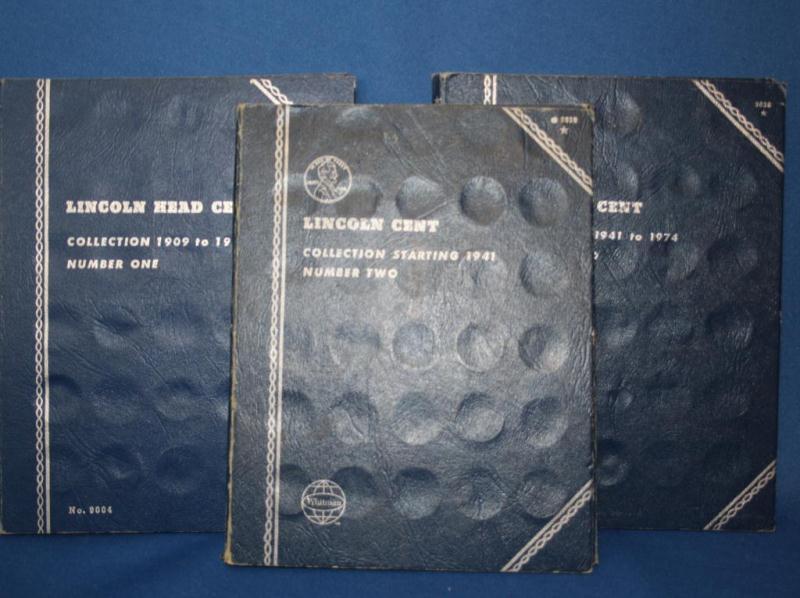 LINCOLN HEAD CE
COLLECTION 1909 to 19
NUMBER ONE
No. 9004
LINCOLN CENT
COLLECTION STARTING 1941
NUMBER TWO
Whitman
CENT
1941 to 1974